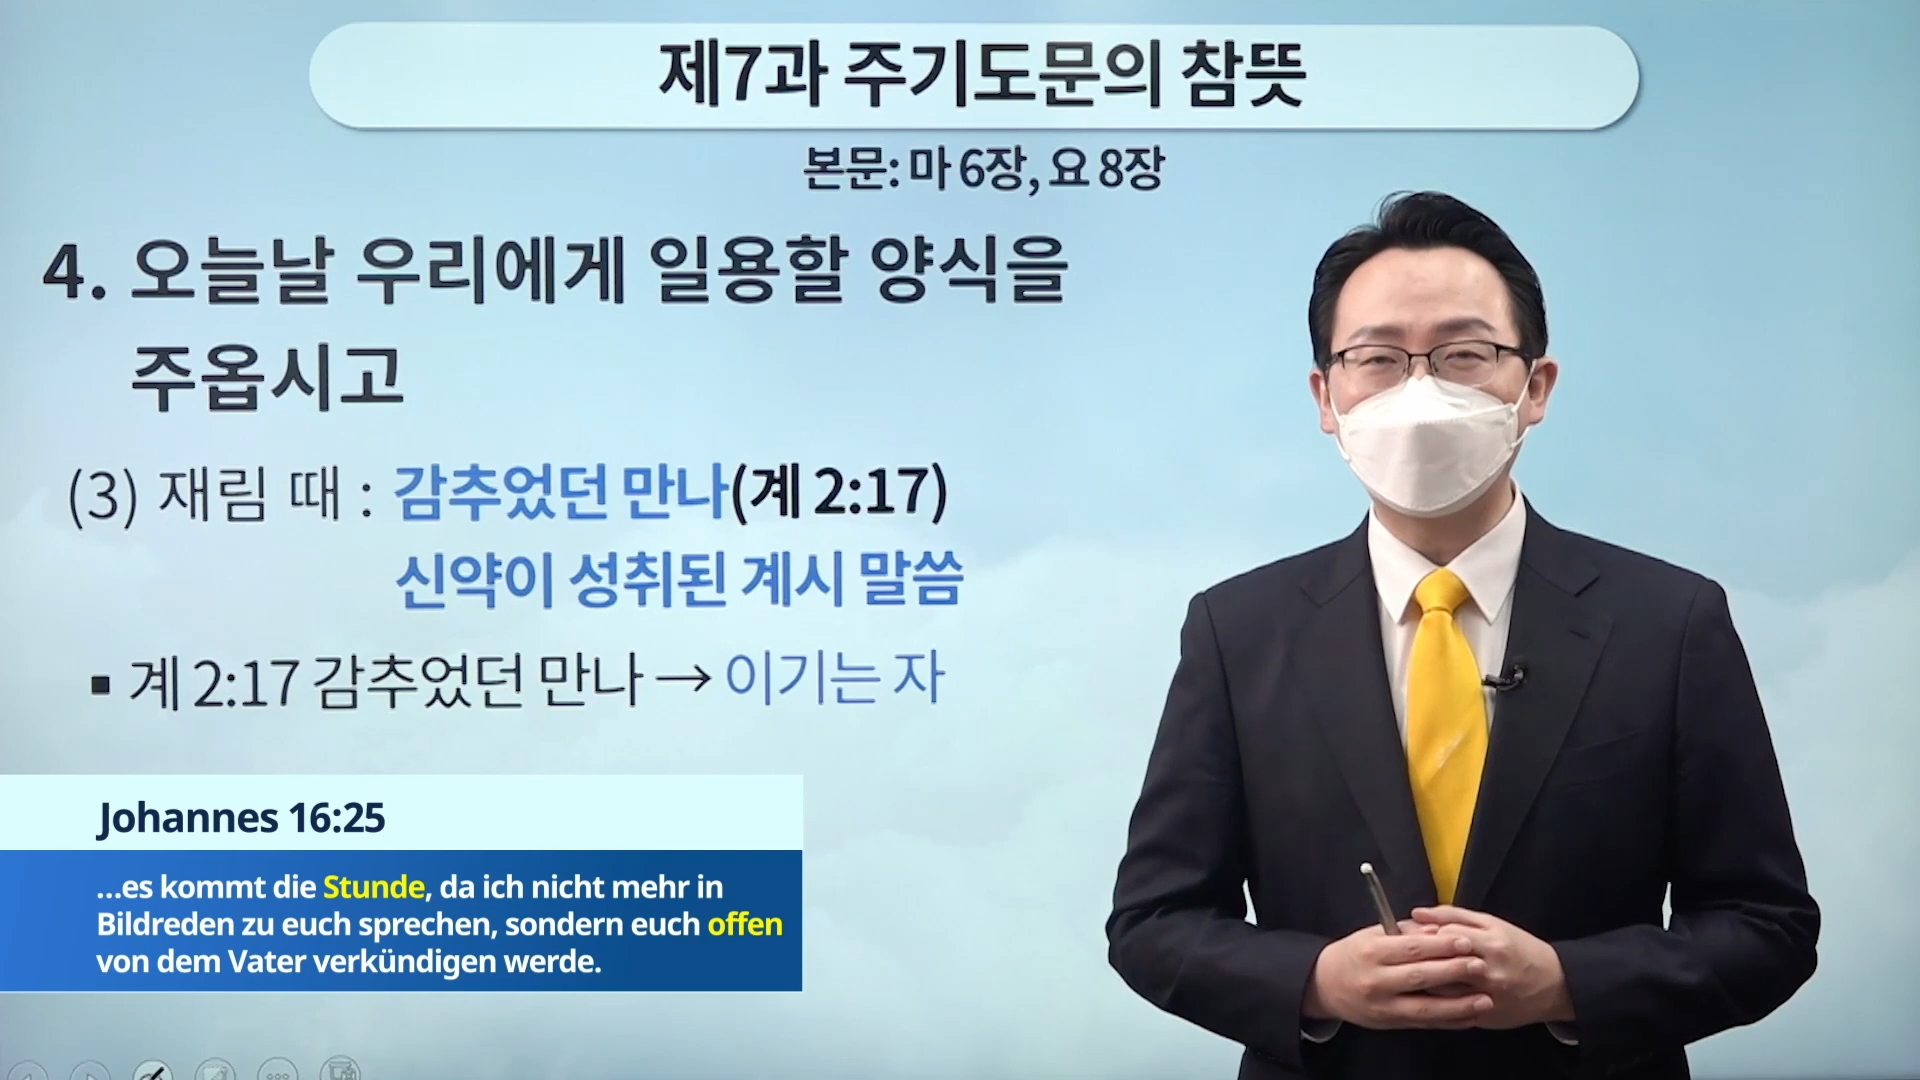 제7과 주기도문의 참뜻
본문: 마 6장, 요 8장
4. 오늘날 우리에게 일용할 양식을
주옵시고
(3) 재림 때 : 감추었던 만나(계 2:17)
신약이 성취된 계시 말씀
▪ 계 2:17 감추었던 만나 → 이기는 자
Johannes 16:25
...es kommt die Stunde, da ich nicht mehr in
Bildreden zu euch sprechen, sondern euch offen
von dem Vater verkündigen werde.